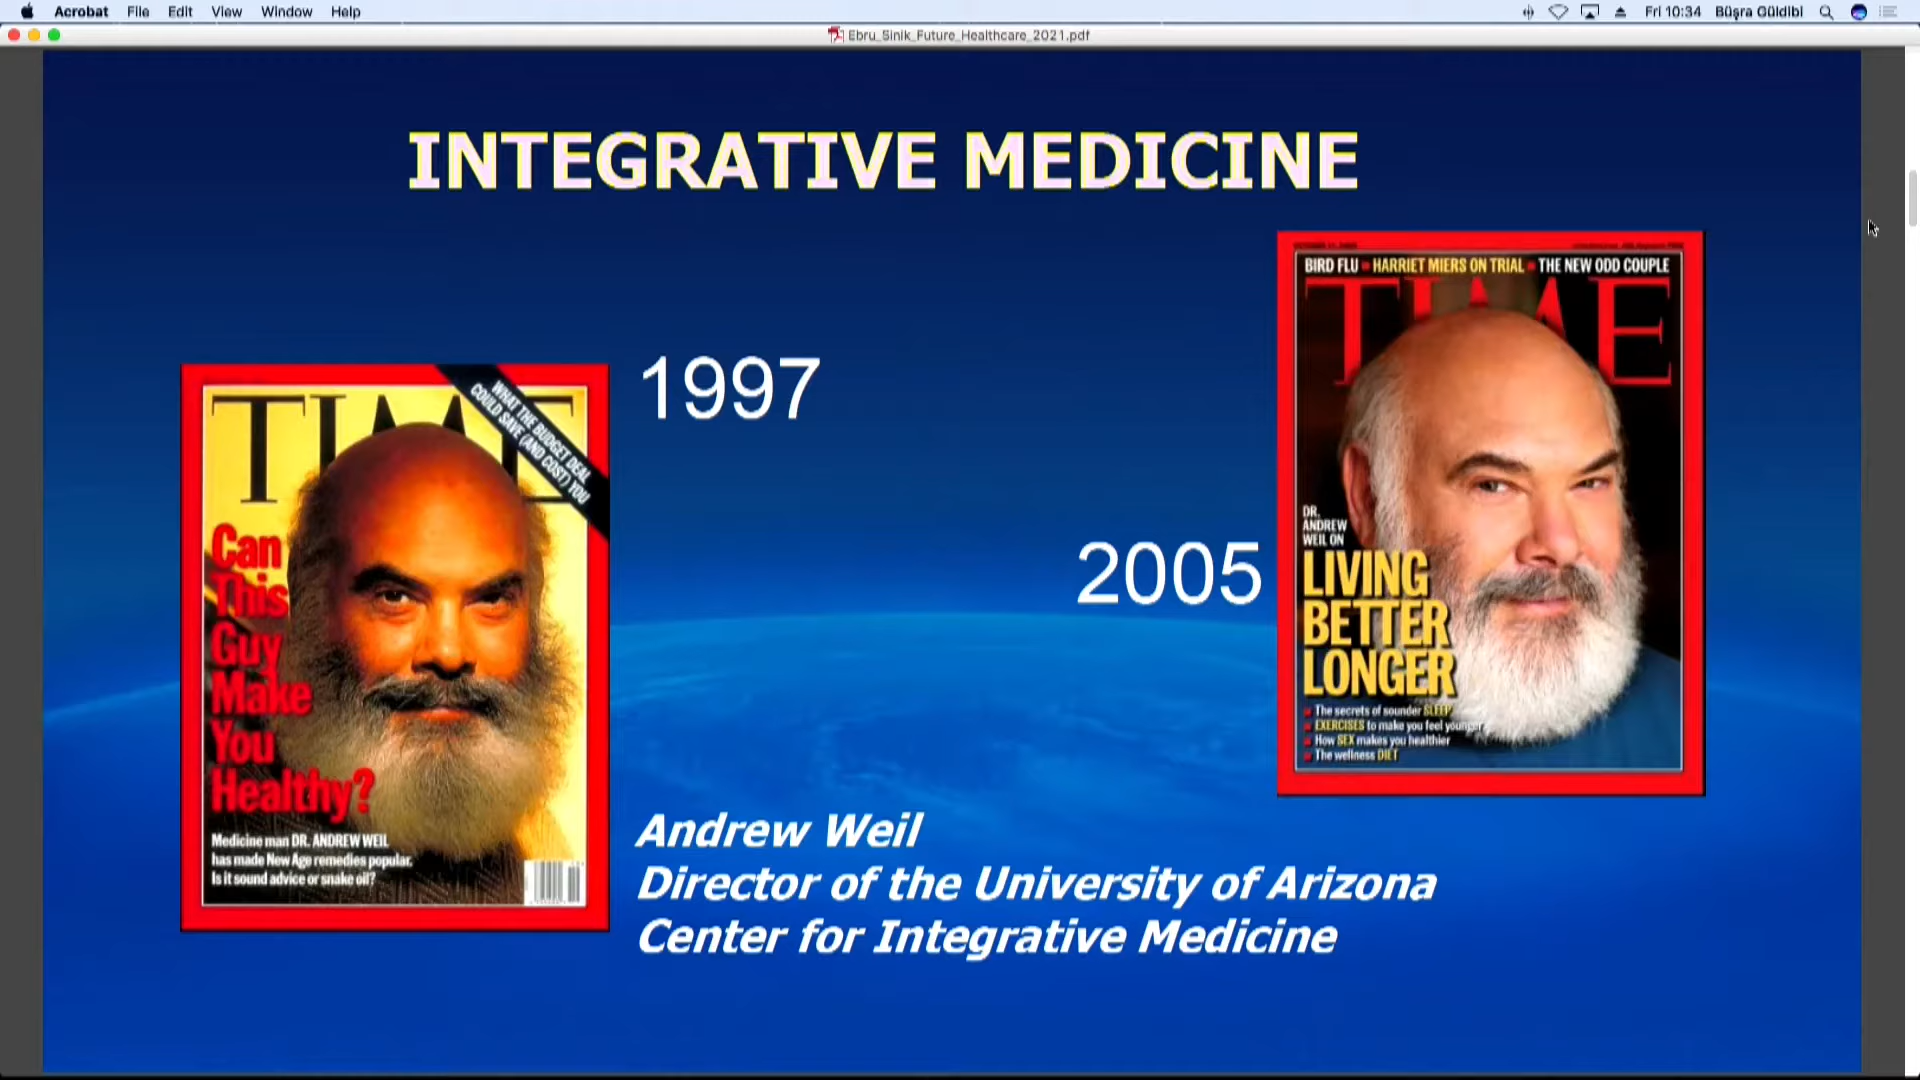 Acrobat File Edit View Window Help
Fri 10:34 Büşra Güldibi
Ebru_Sinik_Future_Healthcare_2021.pdf
INTEGRATIVE MEDICINE
1997
TIME
WHAT THE BUDGET DEAL
COULD SAVE (AND COST) YOU
Can
This
Guy
Make
You
Healthy?
Medicine man DR. ANDREW WEIL
has made New Age remedies popular.
Is it sound advice or snake oil?
2005
BIRD FLU HARRIET MIERS ON TRIAL THE NEW ODD COUPLE
TIME
DR.
ANDREW
WEIL ON
LIVING
BETTER
LONGER
The secrets of sounder SLEEP
EXERCISES to make you feel younger
How SEX makes you healthier
The wellness DIET
Andrew Weil
Director of the University of Arizona
Center for Integrative Medicine